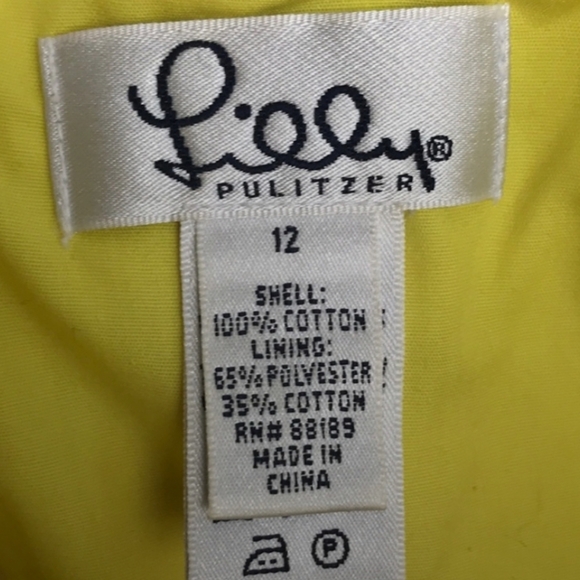 Lilly®
PULITZER
12
SHELL:
100% COTTON
LINING:
65% POLYESTER
35% COTTON
RN# 88189
MADE IN
CHINA
P